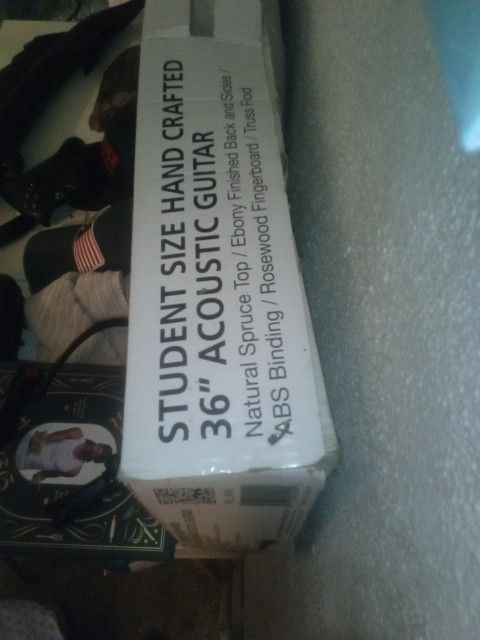 STUDENT SIZE HAND CRAFTED
36" ACOUSTIC GUITAR
Natural Spruce Top / Ebony Finished Back and Sides /
ABS Binding / Rosewood Fingerboard / Truss Rod